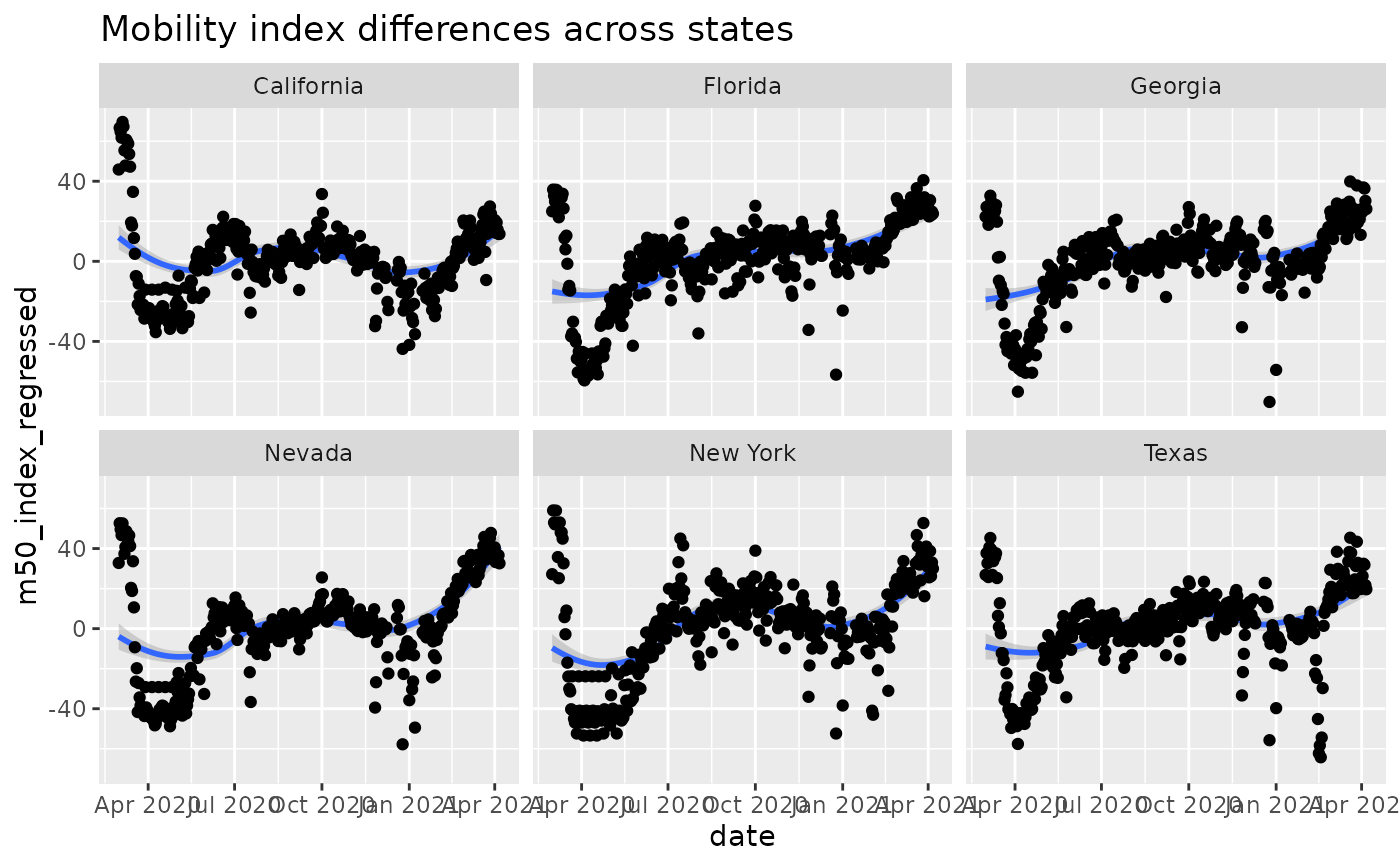 Mobility index differences across states
California Florida Georgia
40
0
-40
Nevada New York Texas
40
0
-40
m50_index_regressed
Apr 2020 Jul 2020 Oct 2020 Jan 2021 Apr 2021 Apr 2020 Jul 2020 Oct 2020 Jan 2021 Apr 2021 Apr 2020 Jul 2020 Oct 2020 Jan 2021 Apr 202
date